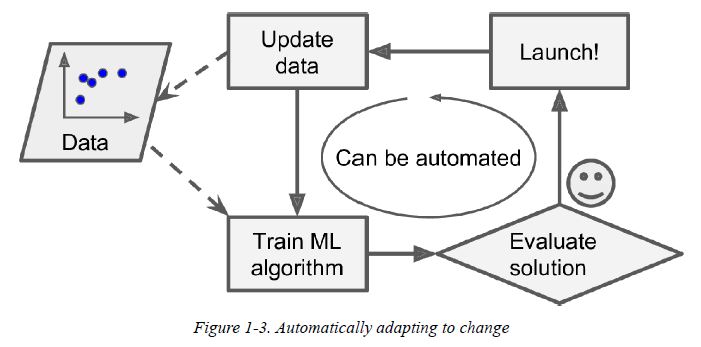 Update
data
Launch!
Data
Can be automated
Train ML
algorithm
Evaluate
solution
Figure 1-3. Automatically adapting to change